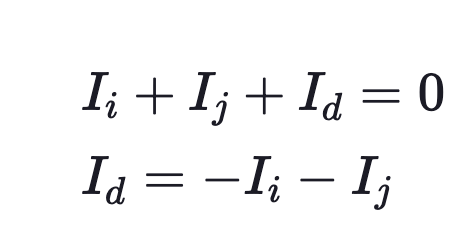 I_i + I_j + I_d = 0
I_d = −I_i − I_j